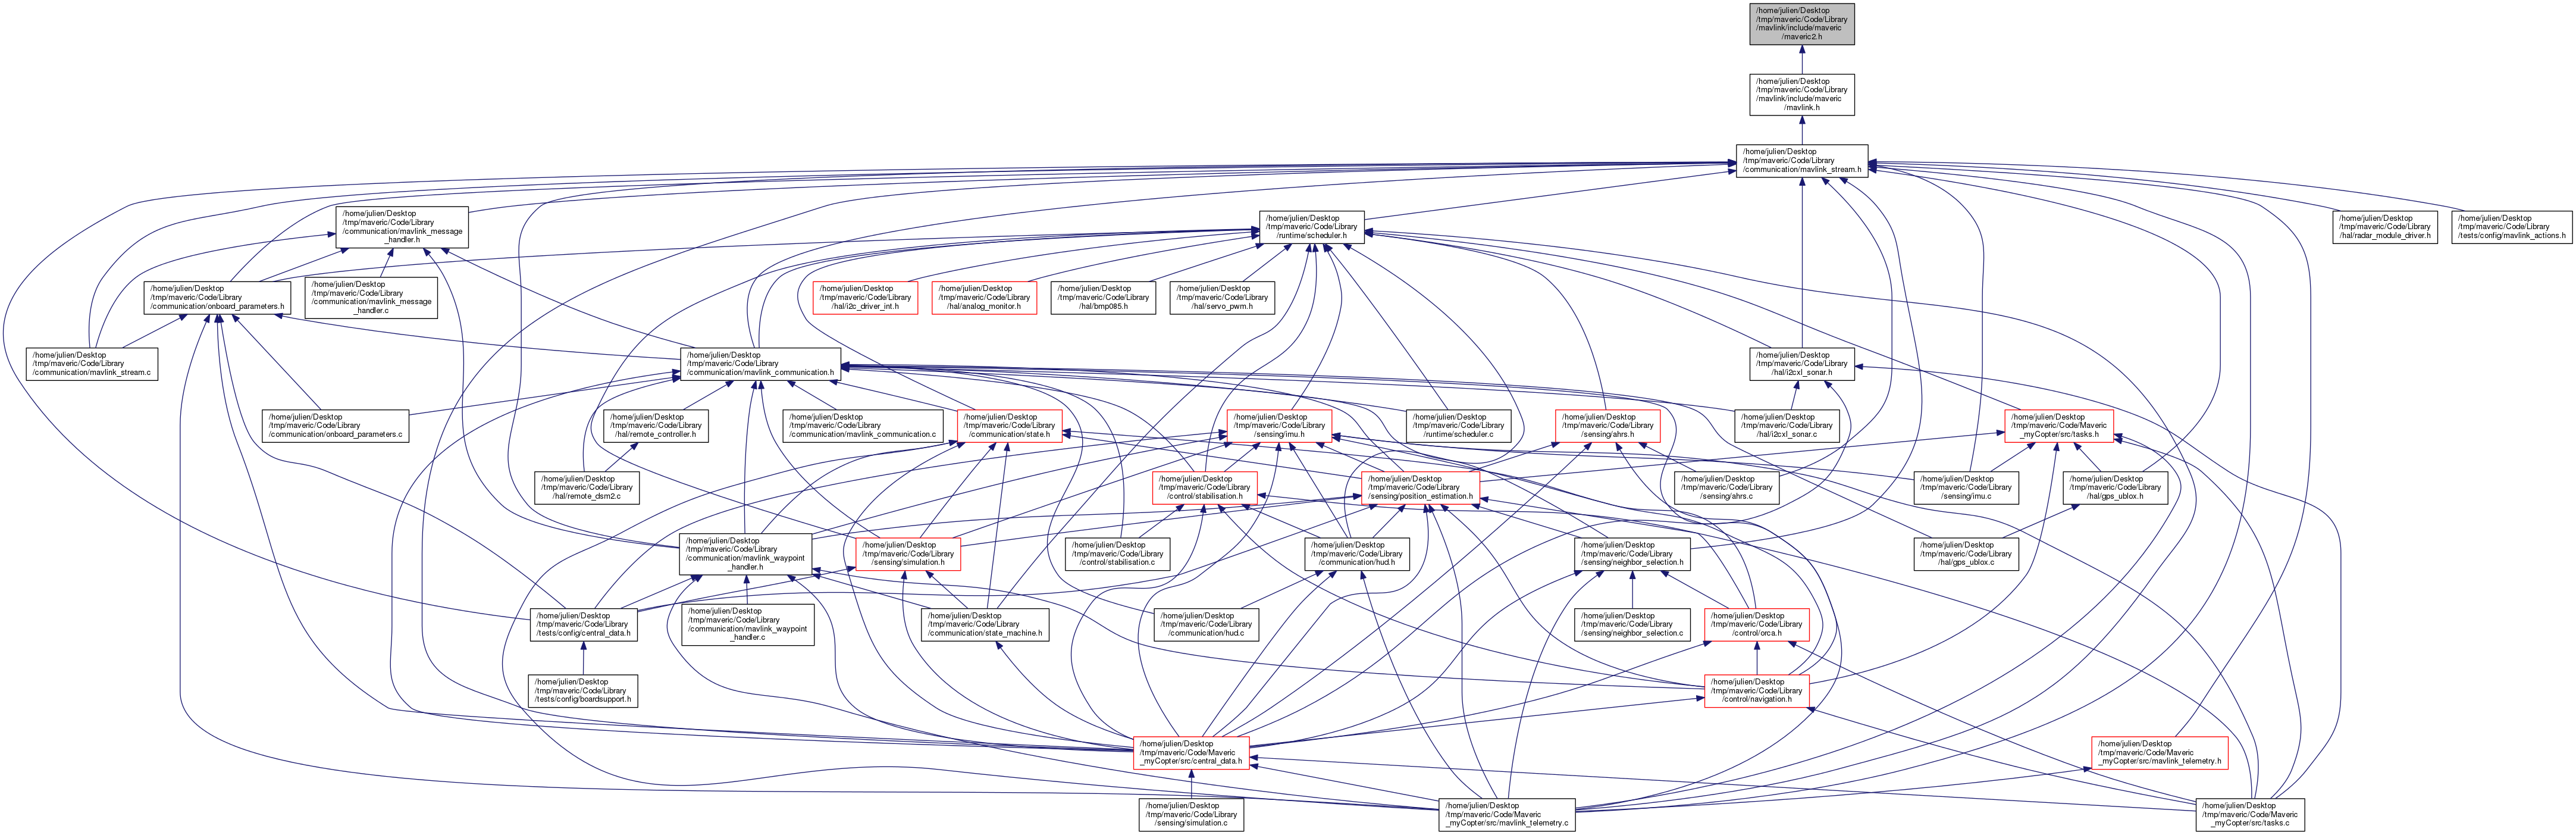 /home/julien/Desktop
/tmp/maveric/Code/Library
/mavlink/include/maveric
/maveric2.h
/home/julien/Desktop
/tmp/maveric/Code/Library
/mavlink/include/maveric
/mavlink.h
/home/julien/Desktop
/tmp/maveric/Code/Library
/communication/mavlink_stream.h
/home/julien/Desktop
/tmp/maveric/Code/Library
/communication/mavlink_message
_handler.h
/home/julien/Desktop
/tmp/maveric/Code/Library
/runtime/scheduler.h
/home/julien/Desktop
/tmp/maveric/Code/Library
/hal/radar_module_driver.h
/home/julien/Desktop
/tmp/maveric/Code/Library
/tests/config/mavlink_actions.h
/home/julien/Desktop
/tmp/maveric/Code/Library
/communication/onboard_parameters.h
/home/julien/Desktop
/tmp/maveric/Code/Library
/communication/mavlink_message
_handler.c
/home/julien/Desktop
/tmp/maveric/Code/Library
/hal/i2c_driver_int.h
/home/julien/Desktop
/tmp/maveric/Code/Library
/hal/analog_monitor.h
/home/julien/Desktop
/tmp/maveric/Code/Library
/hal/bmp085.h
/home/julien/Desktop
/tmp/maveric/Code/Library
/hal/servo_pwm.h
/home/julien/Desktop
/tmp/maveric/Code/Library
/communication/mavlink_stream.c
/home/julien/Desktop
/tmp/maveric/Code/Library
/communication/mavlink_communication.h
/home/julien/Desktop
/tmp/maveric/Code/Library
/hal/i2cxl_sonar.h
/home/julien/Desktop
/tmp/maveric/Code/Library
/communication/onboard_parameters.c
/home/julien/Desktop
/tmp/maveric/Code/Library
/hal/remote_controller.h
/home/julien/Desktop
/tmp/maveric/Code/Library
/communication/mavlink_communication.c
/home/julien/Desktop
/tmp/maveric/Code/Library
/communication/state.h
/home/julien/Desktop
/tmp/maveric/Code/Library
/sensing/imu.h
/home/julien/Desktop
/tmp/maveric/Code/Library
/runtime/scheduler.c
/home/julien/Desktop
/tmp/maveric/Code/Library
/sensing/ahrs.h
/home/julien/Desktop
/tmp/maveric/Code/Library
/hal/i2cxl_sonar.c
/home/julien/Desktop
/tmp/maveric/Code/Maveric
_myCopter/src/tasks.h
/home/julien/Desktop
/tmp/maveric/Code/Library
/hal/remote_dsm2.c
/home/julien/Desktop
/tmp/maveric/Code/Library
/control/stabilisation.h
/home/julien/Desktop
/tmp/maveric/Code/Library
/sensing/position_estimation.h
/home/julien/Desktop
/tmp/maveric/Code/Library
/sensing/ahrs.c
/home/julien/Desktop
/tmp/maveric/Code/Library
/sensing/imu.c
/home/julien/Desktop
/tmp/maveric/Code/Library
/hal/gps_ublox.h
/home/julien/Desktop
/tmp/maveric/Code/Library
/communication/mavlink_waypoint
_handler.h
/home/julien/Desktop
/tmp/maveric/Code/Library
/sensing/simulation.h
/home/julien/Desktop
/tmp/maveric/Code/Library
/control/stabilisation.c
/home/julien/Desktop
/tmp/maveric/Code/Library
/communication/hud.h
/home/julien/Desktop
/tmp/maveric/Code/Library
/sensing/neighbor_selection.h
/home/julien/Desktop
/tmp/maveric/Code/Library
/hal/gps_ublox.c
/home/julien/Desktop
/tmp/maveric/Code/Library
/tests/config/central_data.h
/home/julien/Desktop
/tmp/maveric/Code/Library
/communication/mavlink_waypoint
_handler.c
/home/julien/Desktop
/tmp/maveric/Code/Library
/communication/state_machine.h
/home/julien/Desktop
/tmp/maveric/Code/Library
/communication/hud.c
/home/julien/Desktop
/tmp/maveric/Code/Library
/sensing/neighbor_selection.c
/home/julien/Desktop
/tmp/maveric/Code/Library
/control/orca.h
/home/julien/Desktop
/tmp/maveric/Code/Library
/tests/config/boardsupport.h
/home/julien/Desktop
/tmp/maveric/Code/Library
/control/navigation.h
/home/julien/Desktop
/tmp/maveric/Code/Maveric
_myCopter/src/central_data.h
/home/julien/Desktop
/tmp/maveric/Code/Maveric
_myCopter/src/mavlink_telemetry.h
/home/julien/Desktop
/tmp/maveric/Code/Library
/sensing/simulation.c
/home/julien/Desktop
/tmp/maveric/Code/Maveric
_myCopter/src/mavlink_telemetry.c
/home/julien/Desktop
/tmp/maveric/Code/Maveric
_myCopter/src/tasks.c